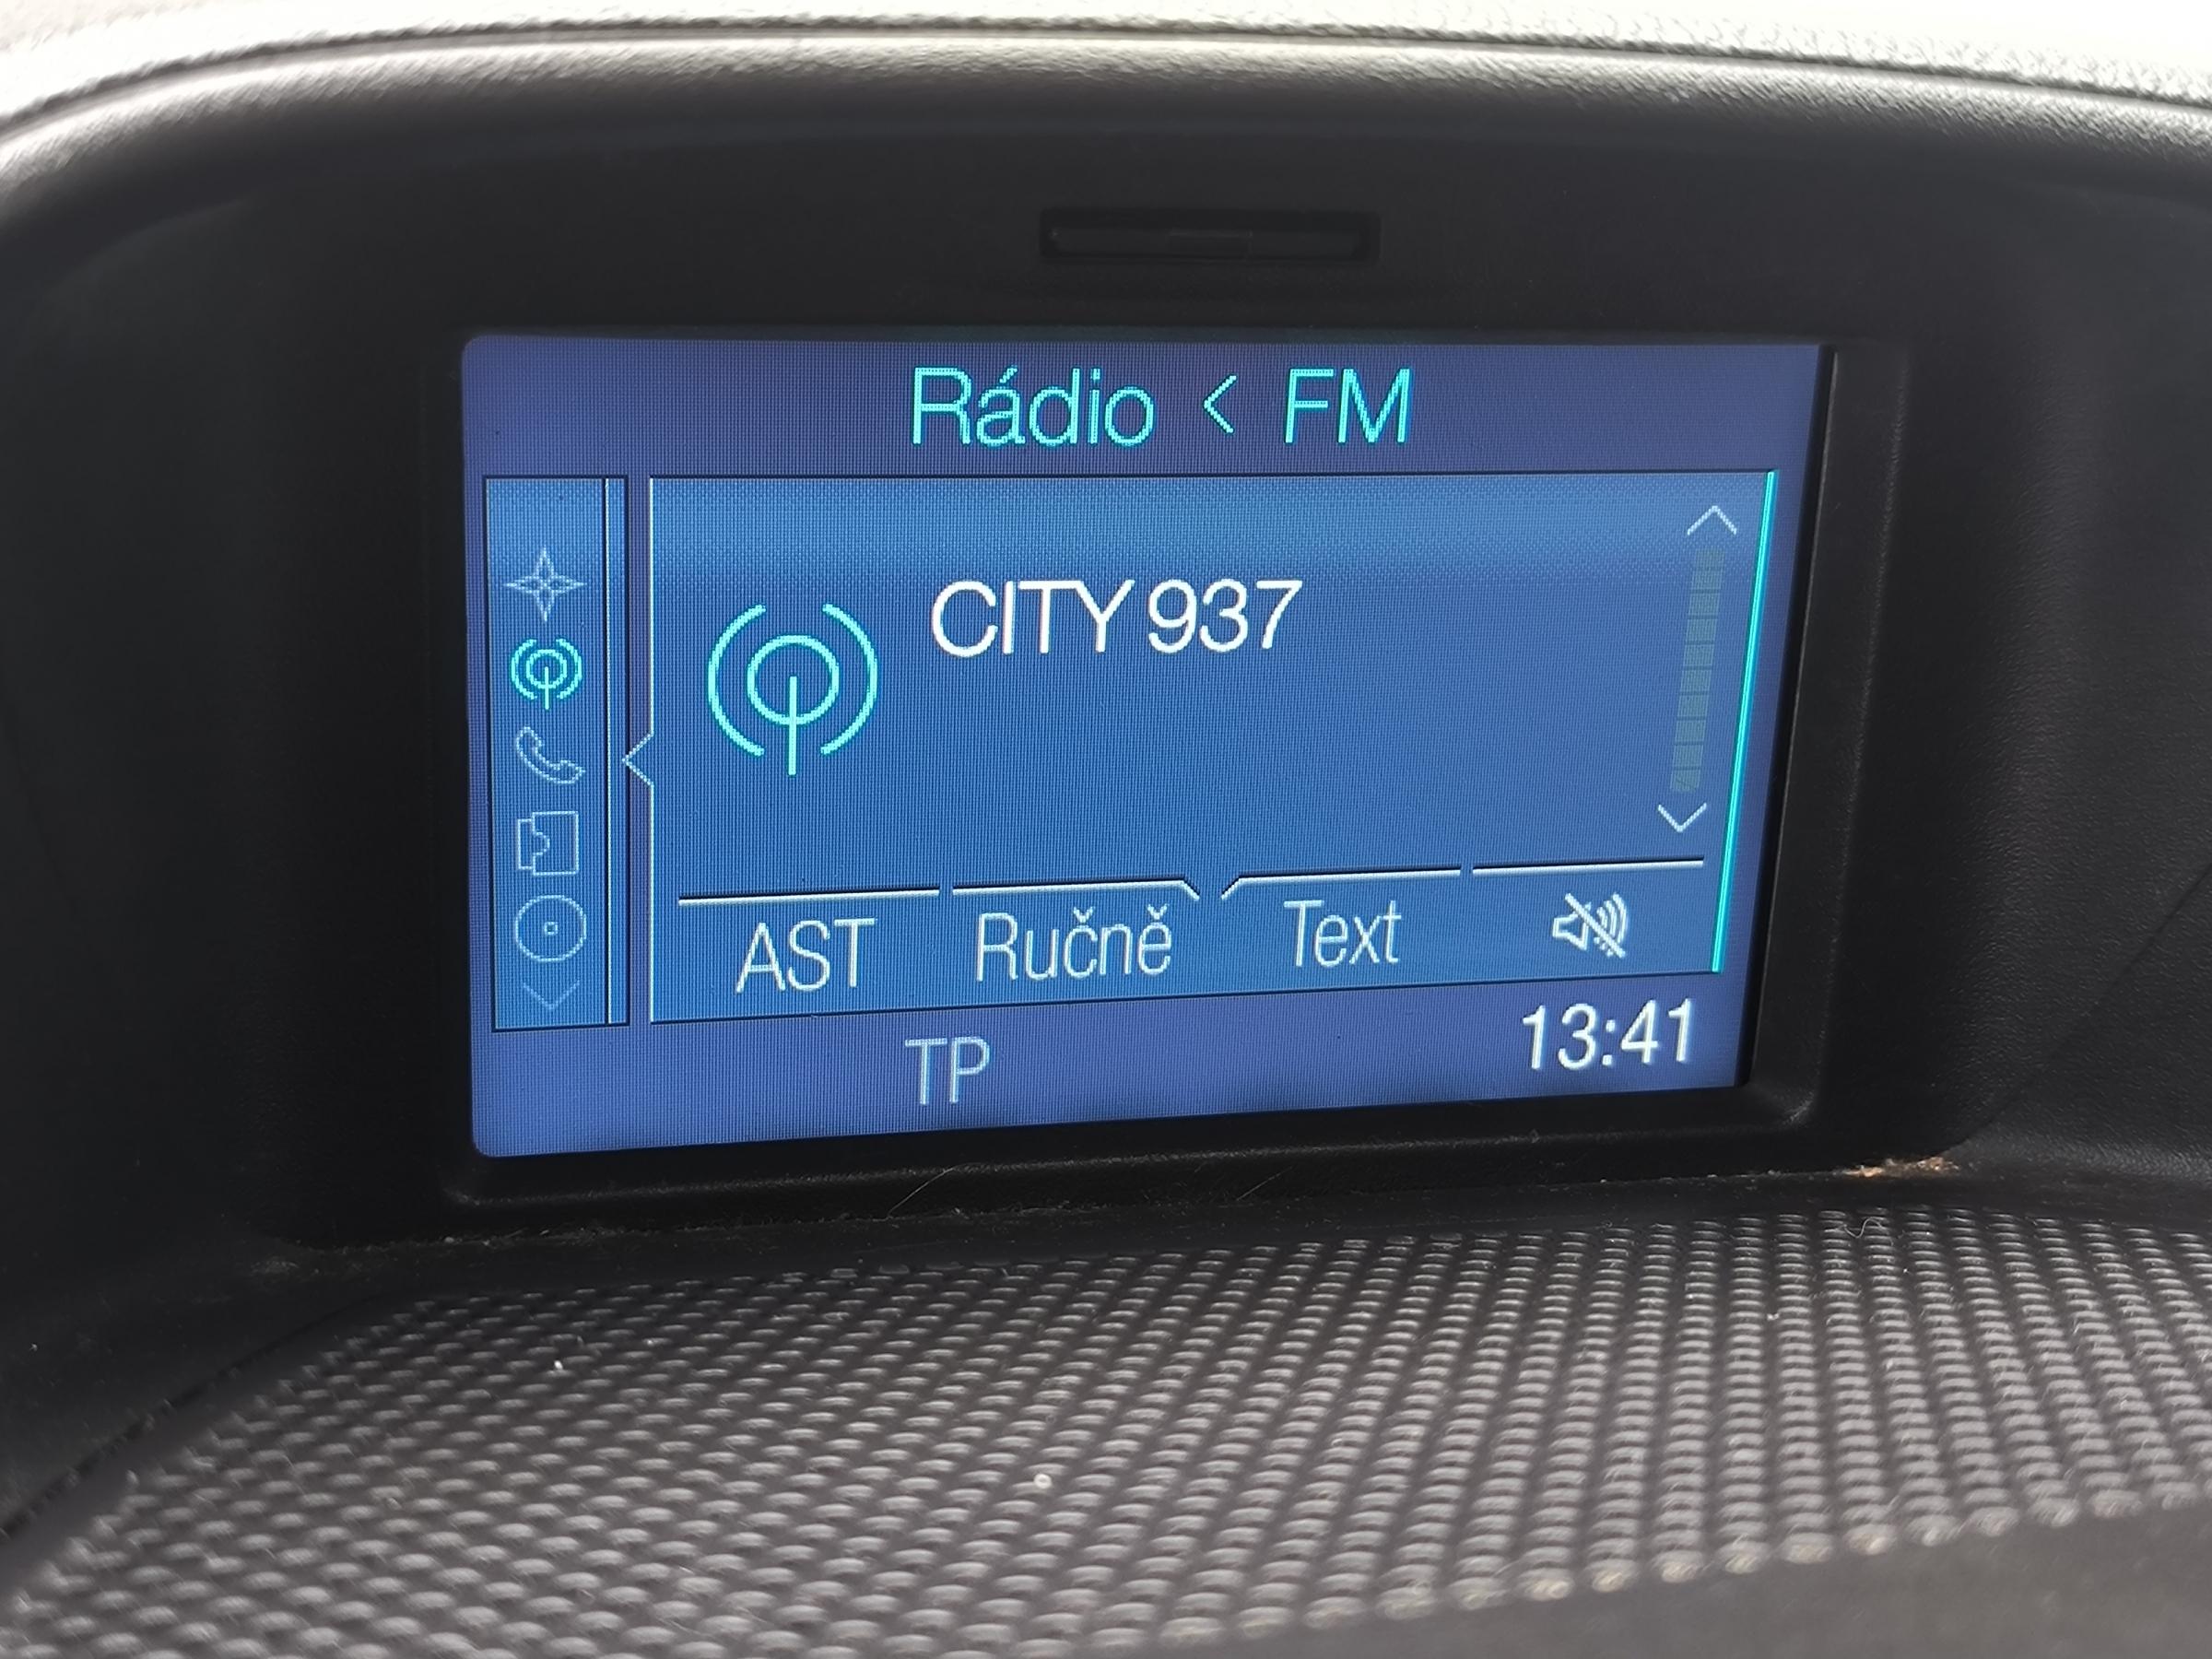 Rádio < FM
CITY 937
AST Ručně Text
TP 13:41